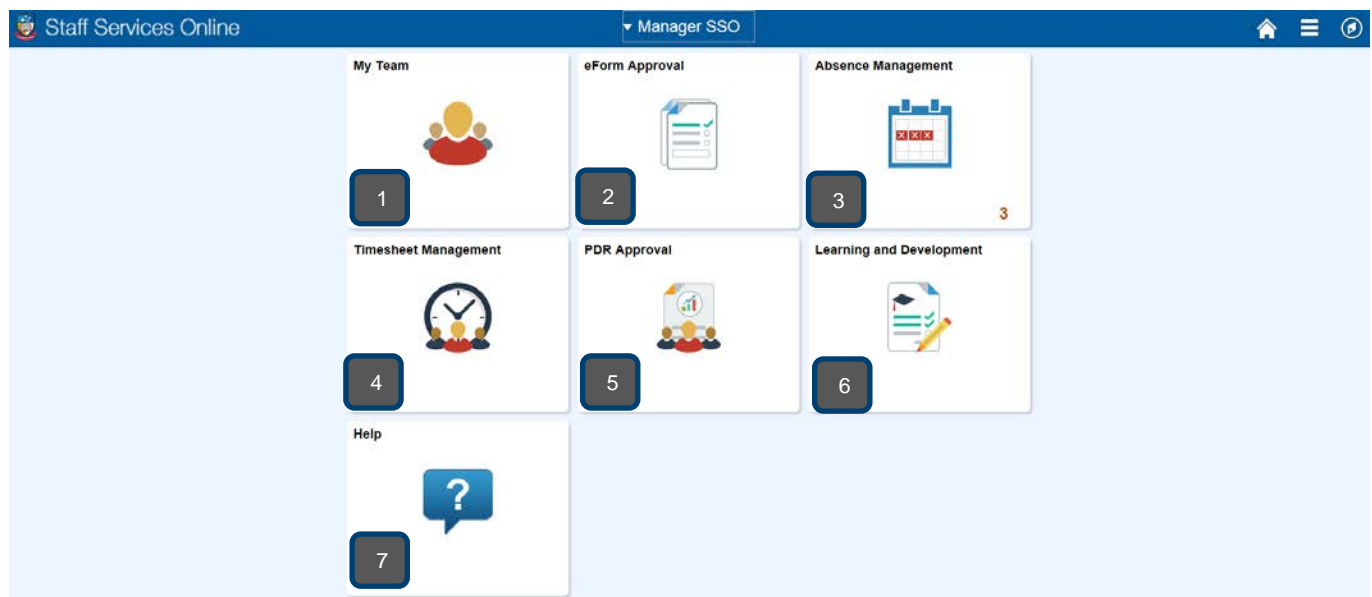 Staff Services Online
Manager SSO
My Team
eForm Approval
Absence Management
XXX
1
2
3
3
Timesheet Management
PDR Approval
Learning and Development
4
5
6
Help
?
7